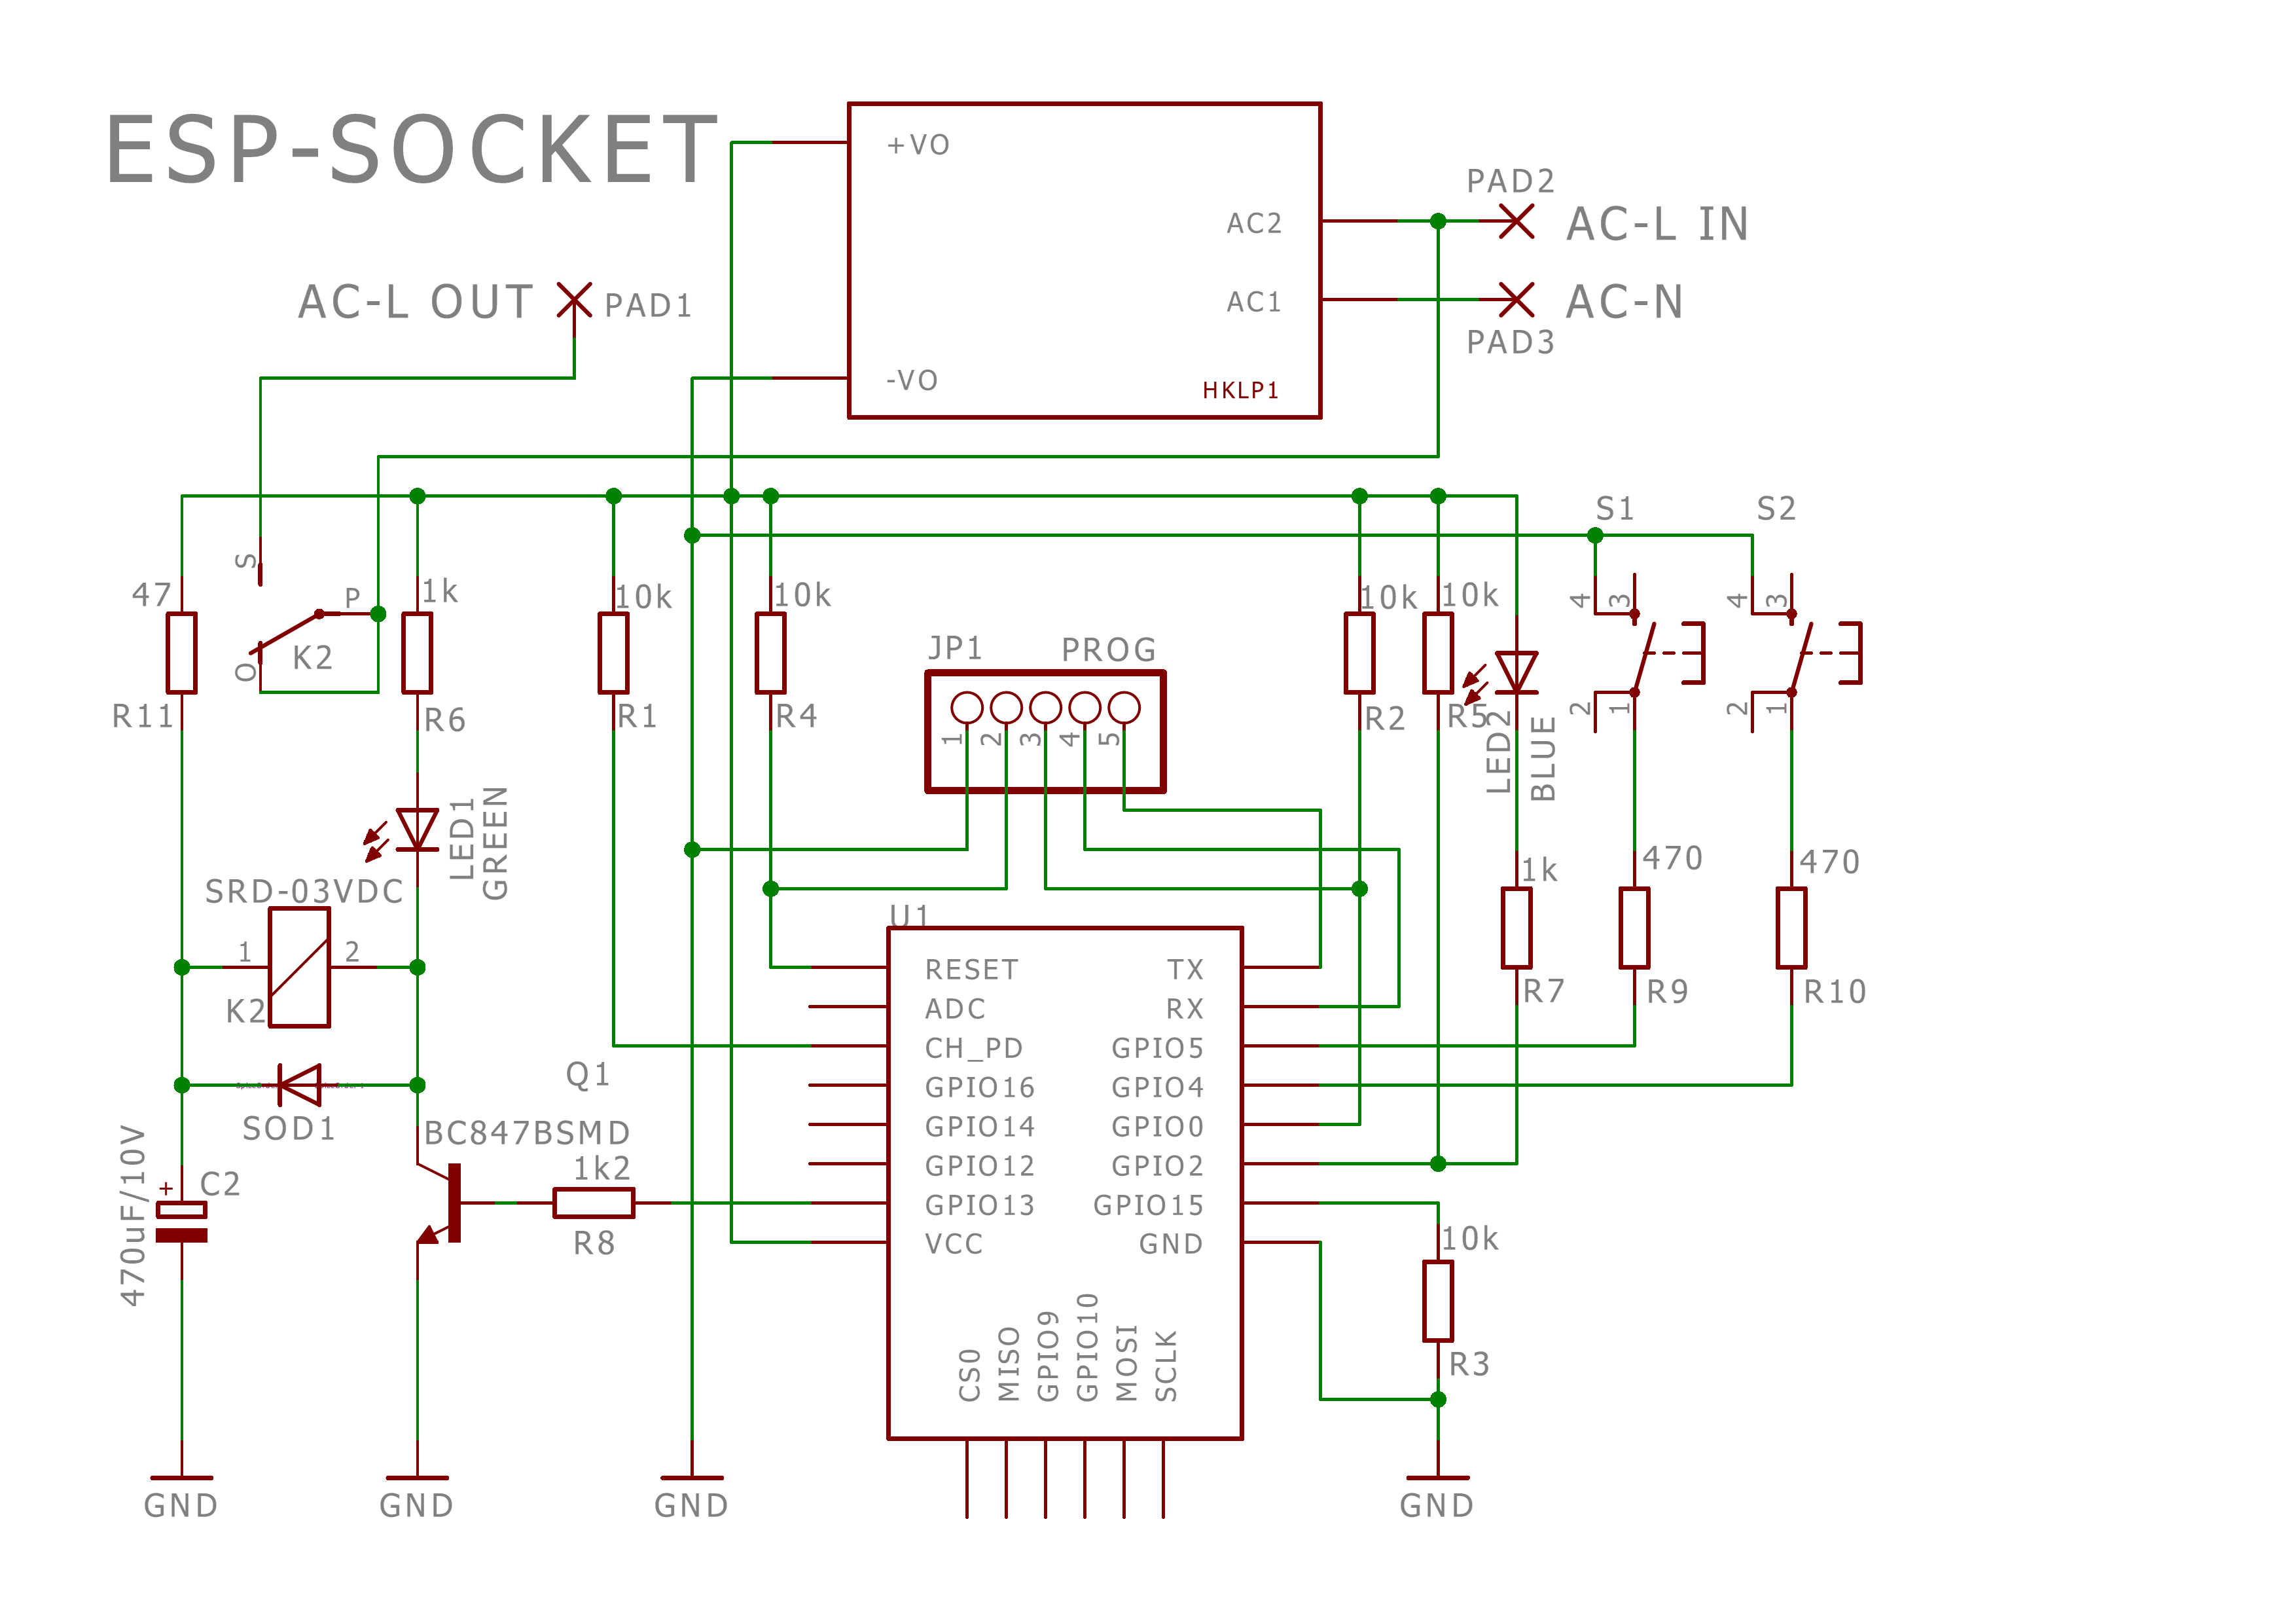 ESP-SOCKET
+VO
PAD2
AC2
AC-L IN
AC-L OUT
PAD1
AC1
AC-N
PAD3
-VO
HKLP1
S1
S2
S
47
P
1k
10k
10k
10k
10k
4
3
4
3
K2
O
JP1
PROG
R11
R6
R1
R4
R2
R5
2
1
2
1
1
2
3
4
5
LED2
BLUE
LED1
GREEN
SRD-03VDC
1k
470
470
1
2
K2
U1
RESET
TX
R7
R9
R10
ADC
RX
CH_PD
GPIO5
Q1
GPIO16
GPIO4
SOD1
BC847BSMD
GPIO14
GPIO0
1k2
GPIO12
GPIO2
470uF/10V
+
C2
GPIO13
GPIO15
R8
VCC
GND
10k
CS0
MISO
GPIO9
GPIO10
MOSI
SCLK
R3
GND
GND
GND
GND